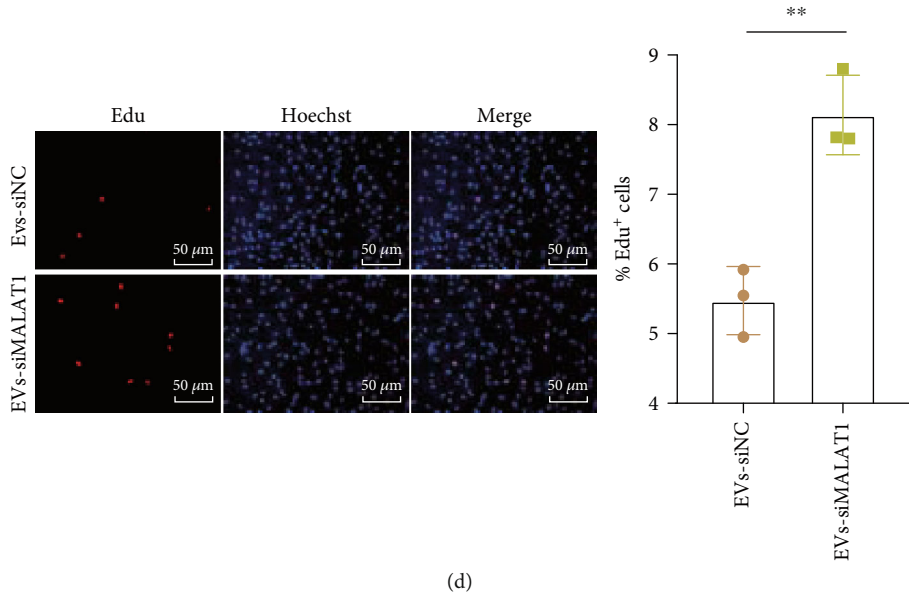 Edu Hoechst Merge
Evs-siNC
50 μm 50 μm 50 μm
EVs-siMALAT1
50 μm 50 μm 50 μm
**
9
8
7
6
5
4
% Edu⁺ cells
EVs-siNC
EVs-siMALAT1
(d)